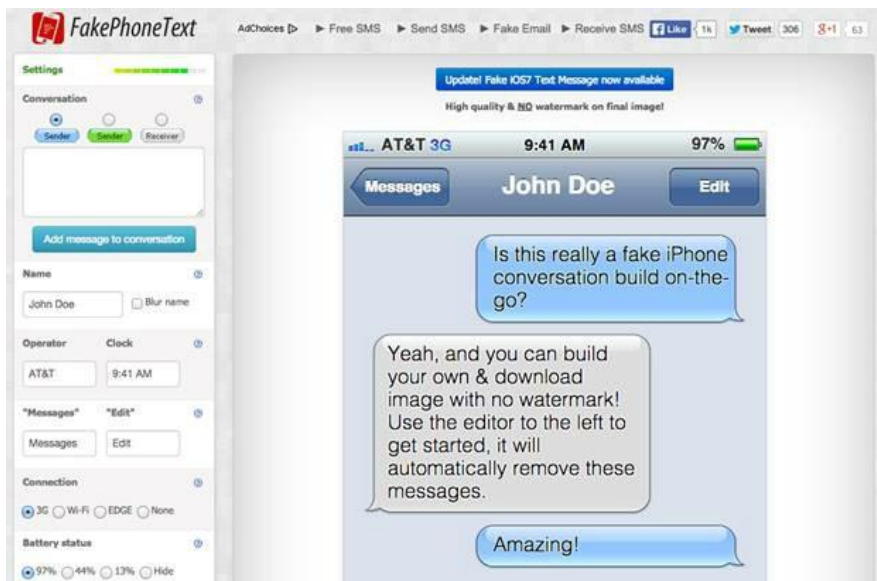 FakePhoneText
AdChoices ▶ Free SMS ▶ Send SMS ▶ Fake Email ▶ Receive SMS Like 1k Tweet 306 g+1 63
Settings
Conversation
Sender Sender Receiver
Add message to conversation
Name
John Doe Blur name
Operator Clock
AT&T 9:41 AM
"Messages" "Edit"
Messages Edit
Connection
3G Wi-Fi EDGE None
Battery status
97% 44% 13% Hide
Update! Fake iOS7 Text Message now available
High quality & NO watermark on final image!
AT&T 3G 9:41 AM 97%
Messages John Doe Edit
Is this really a fake iPhone
conversation build on-the-
go?
Yeah, and you can build
your own & download
image with no watermark!
Use the editor to the left to
get started, it will
automatically remove these
messages.
Amazing!